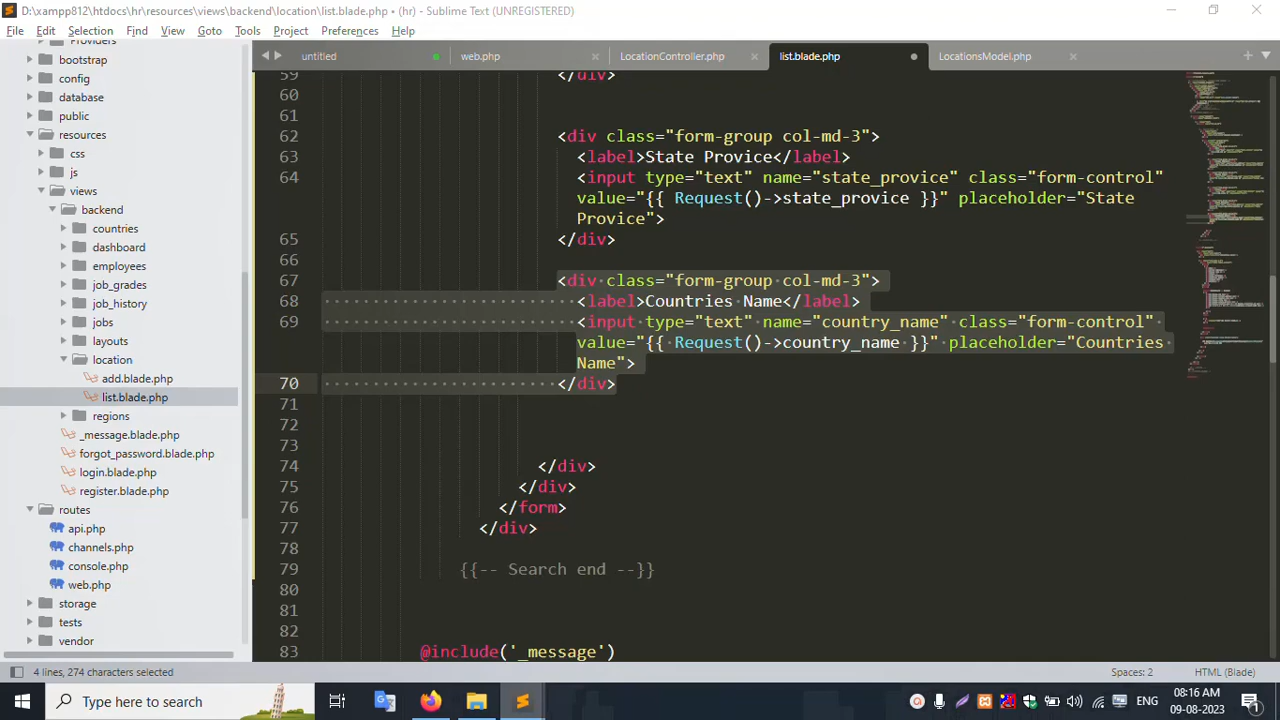 D:\xampp812\htdocs\hr\resources\views\backend\location\list.blade.php • (hr) - Sublime Text (UNREGISTERED)
File Edit Selection Find View Goto Tools Project Preferences Help
untitled web.php LocationController.php list.blade.php LocationsModel.php
Providers
bootstrap
config
database
public
resources
css
js
views
backend
countries
dashboard
employees
job_grades
job_history
jobs
layouts
location
add.blade.php
list.blade.php
regions
_message.blade.php
forgot_password.blade.php
login.blade.php
register.blade.php
routes
api.php
channels.php
console.php
web.php
storage
tests
vendor
59 </div>
60
61
62 <div class="form-group col-md-3">
63 <label>State Provice</label>
64 <input type="text" name="state_provice" class="form-control"
value="{{ Request()->state_provice }}" placeholder="State
Provice">
65 </div>
66
67 <div class="form-group col-md-3">
68 <label>Countries Name</label>
69 <input type="text" name="country_name" class="form-control"
value="{{ Request()->country_name }}" placeholder="Countries
Name">
70 </div>
71
72
73
74 </div>
75 </div>
76 </form>
77 </div>
78
79 {{-- Search end --}}
80
81
82
83 @include('_message')
4 lines, 274 characters selected Spaces: 2 HTML (Blade)
Type here to search ENG 08:16 AM
09-08-2023